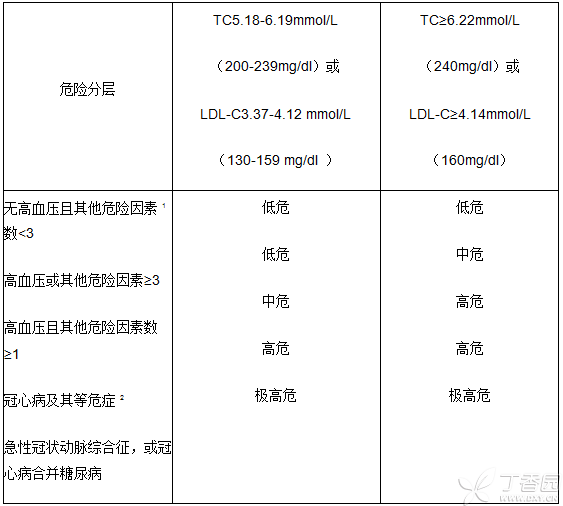 危险分层
TC5.18-6.19mmol/L
（200-239mg/dl）或
LDL-C3.37-4.12 mmol/L
（130-159 mg/dl ）
TC≥6.22mmol/L
（240mg/dl）或
LDL-C≥4.14mmol/L
（160mg/dl）
无高血压且其他危险因素 1
数<3
高血压或其他危险因素≥3
高血压且其他危险因素数
≥1
冠心病及其等危症 2
急性冠状动脉综合征，或冠
心病合并糖尿病
低危
低危
中危
高危
极高危
低危
中危
高危
高危
极高危
丁香园
WWW.DXY.CN